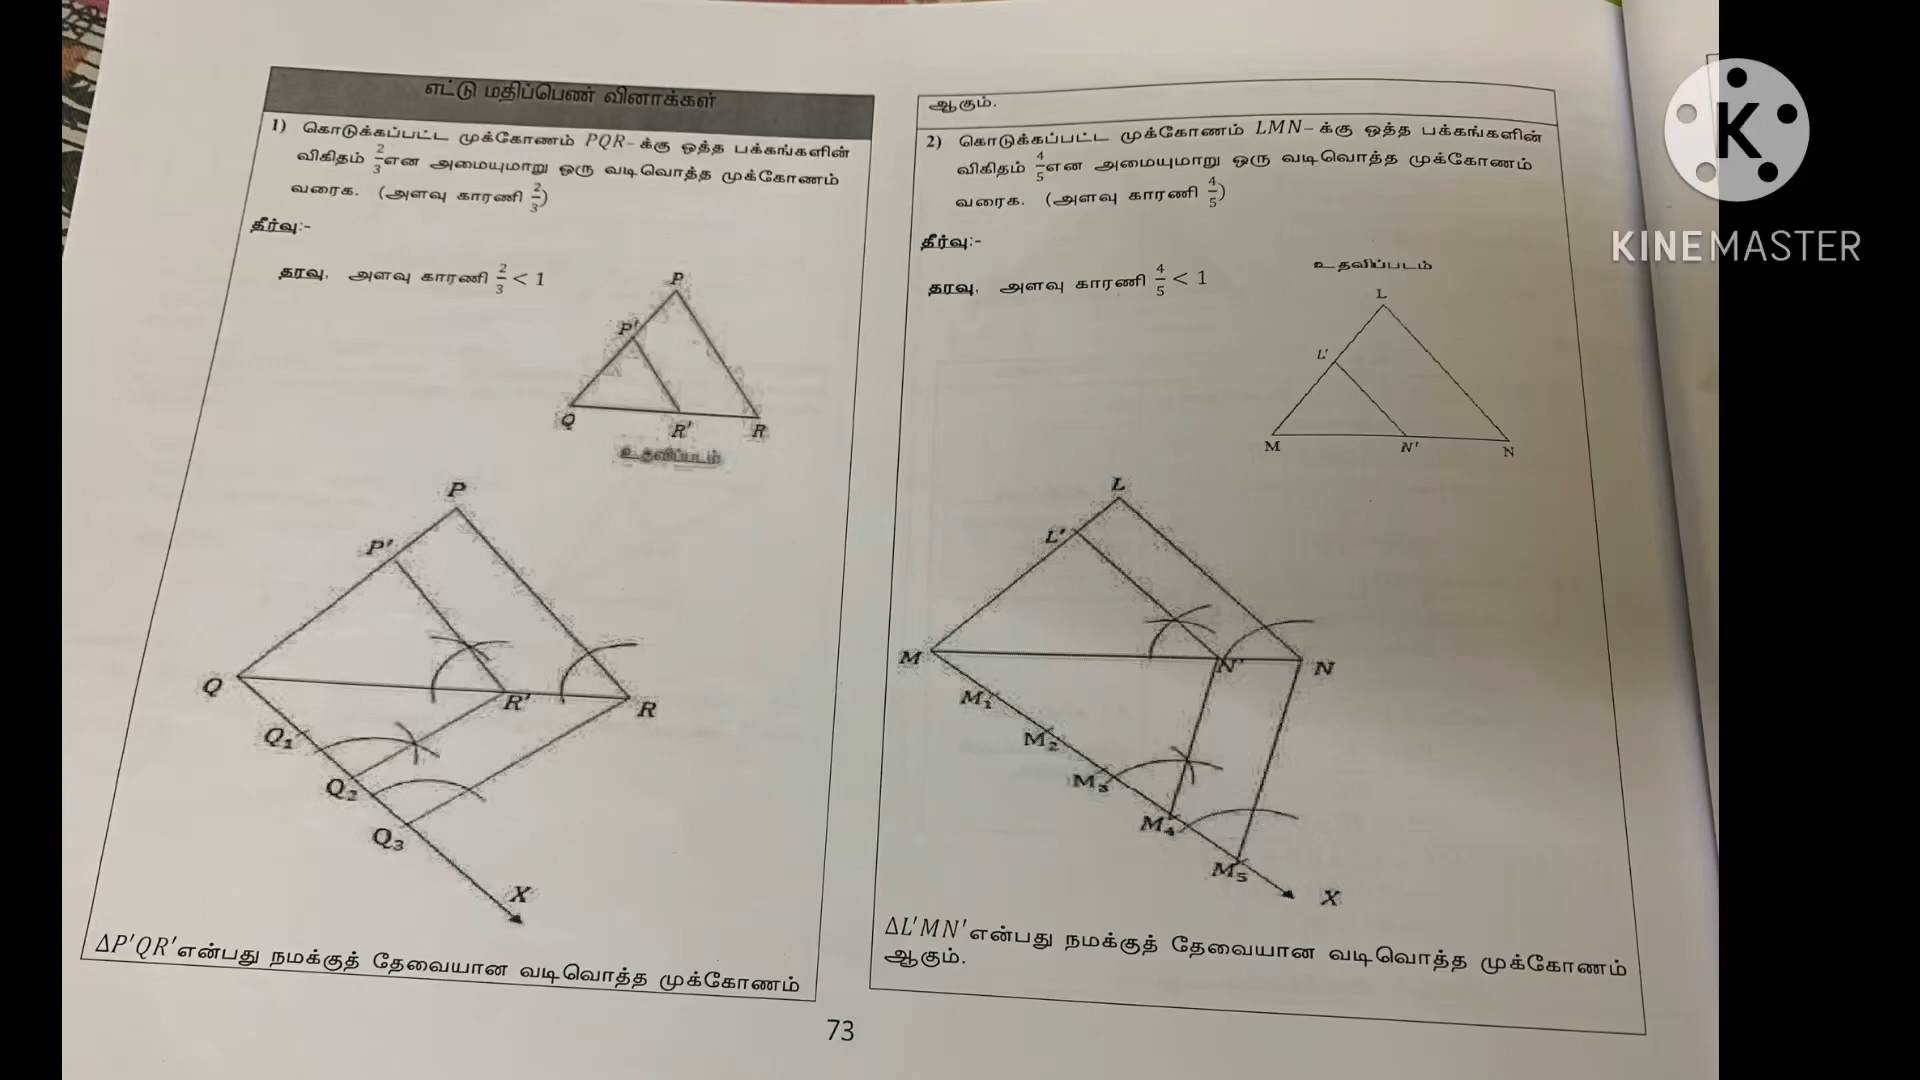 எட்டு மதிப்பெண் வினாக்கள்
1) கொடுக்கப்பட்ட முக்கோணம் PQR– க்கு ஒத்த பக்கங்களின்
விகிதம் 2/3 என அமையுமாறு ஒரு வடிவொத்த முக்கோணம்
வரைக. (அளவு காரணி 2/3)
தீர்வு:-
தரவு, அளவு காரணி 2/3 < 1
P
P'
Q
R'
R
உதவிப்படம்
P
P'
Q
R'
R
Q₁
Q₂
Q₃
X
ΔP'QR' என்பது நமக்குத் தேவையான வடிவொத்த முக்கோணம்
ஆகும்.
2) கொடுக்கப்பட்ட முக்கோணம் LMN– க்கு ஒத்த பக்கங்களின்
விகிதம் 4/5 என அமையுமாறு ஒரு வடிவொத்த முக்கோணம்
வரைக. (அளவு காரணி 4/5)
தீர்வு:-
தரவு, அளவு காரணி 4/5 < 1
உதவிப்படம்
L
L'
M
N'
N
L
L'
M
N'
N
M₁
M₂
M₃
M₄
M₅
X
ΔL'MN' என்பது நமக்குத் தேவையான வடிவொத்த முக்கோணம்
ஆகும்.
73
K
KINEMASTER